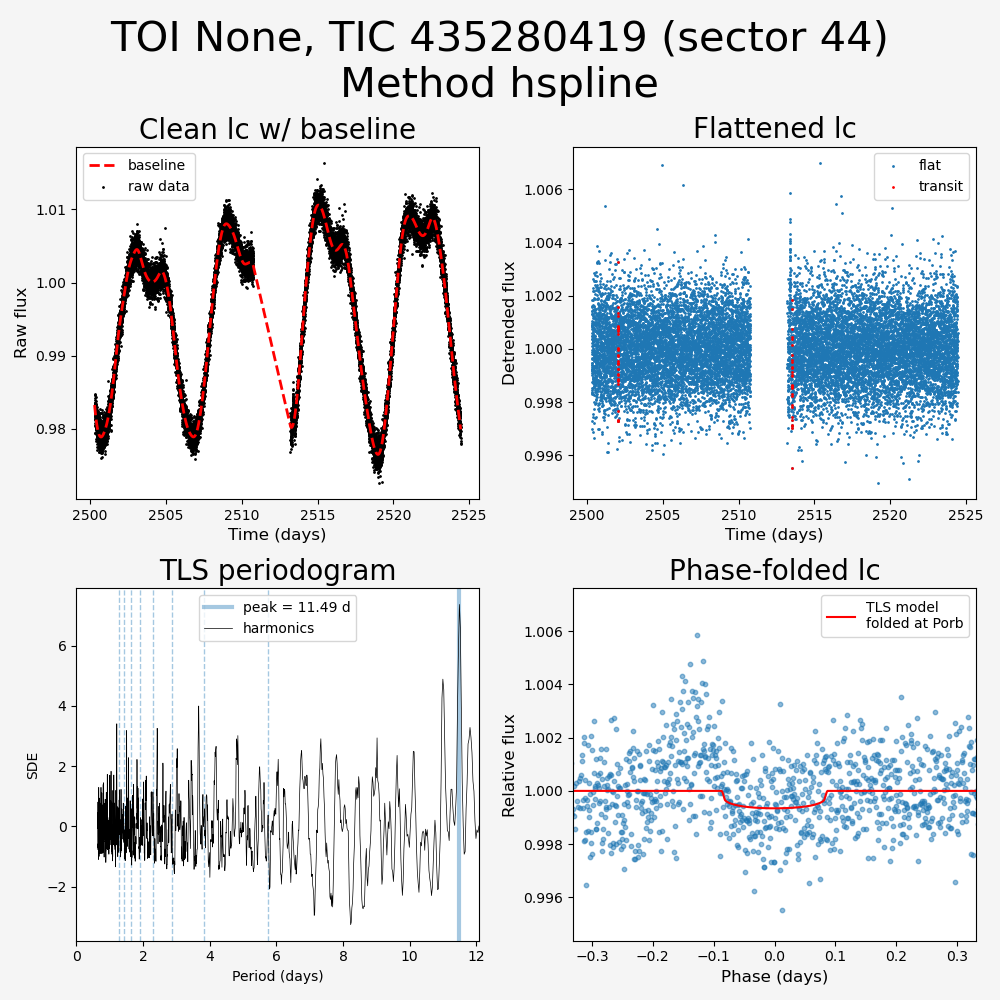 TOI None, TIC 435280419 (sector 44)
Method hspline
Clean lc w/ baseline
baseline
raw data
Raw flux
1.01
1.00
0.99
0.98
2500
2505
2510
2515
2520
2525
Time (days)
Flattened lc
flat
transit
Detrended flux
1.006
1.004
1.002
1.000
0.998
0.996
2500
2505
2510
2515
2520
2525
Time (days)
TLS periodogram
peak = 11.49 d
harmonics
SDE
6
4
2
0
−2
0
2
4
6
8
10
12
Period (days)
Phase-folded lc
TLS model
folded at Porb
Relative flux
1.006
1.004
1.002
1.000
0.998
0.996
−0.3
−0.2
−0.1
0.0
0.1
0.2
0.3
Phase (days)